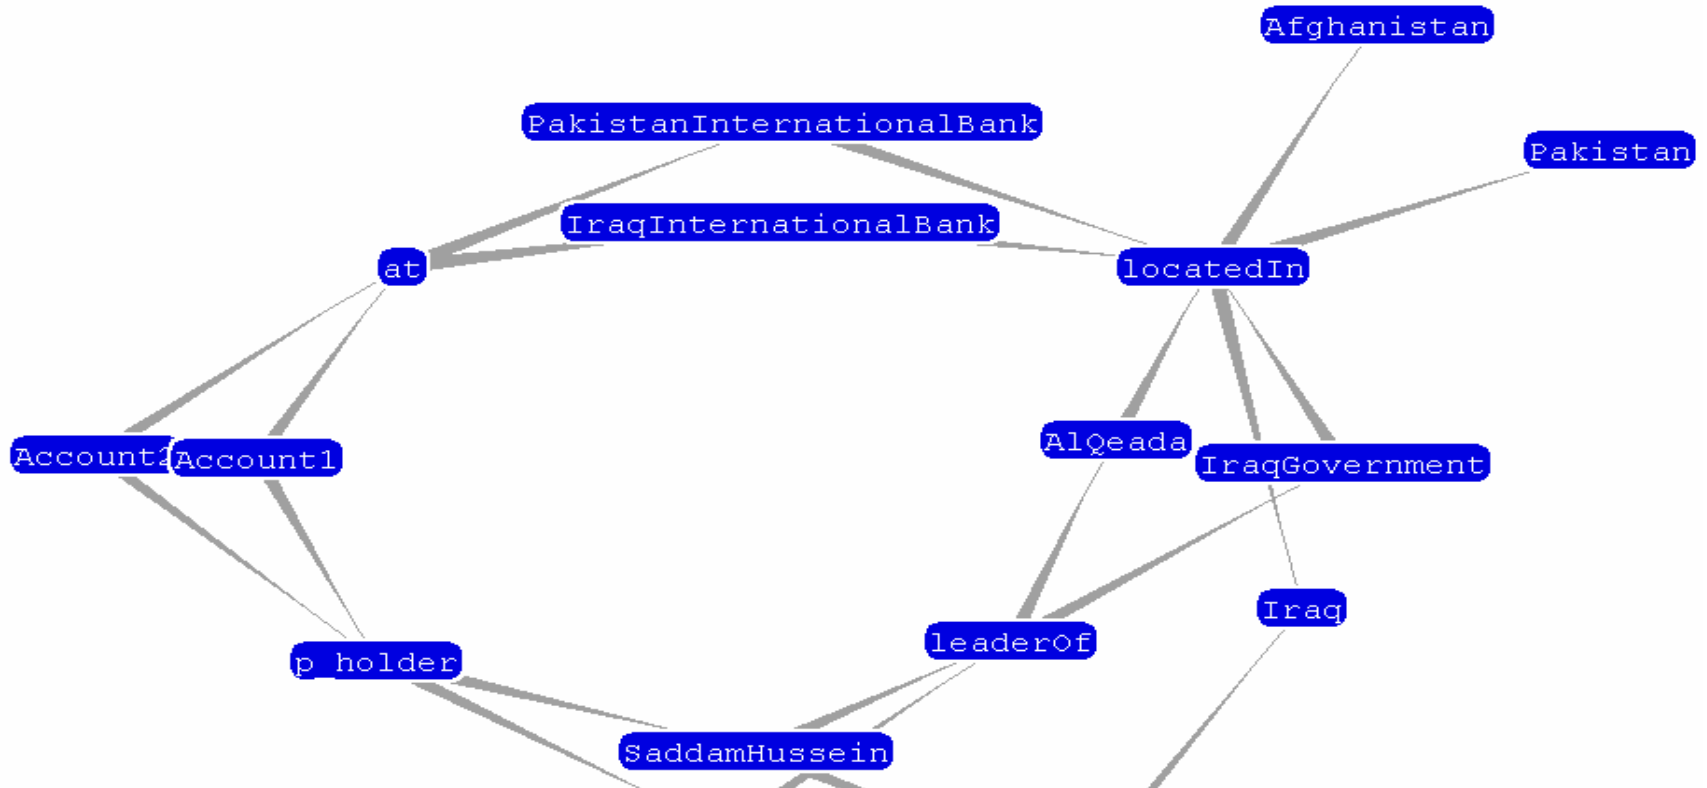 Afghanistan
PakistanInternationalBank
Pakistan
IraqInternationalBank
at
locatedIn
AlQeada
Account2
Account1
IraqGovernment
Iraq
leaderOf
p_holder
SaddamHussein